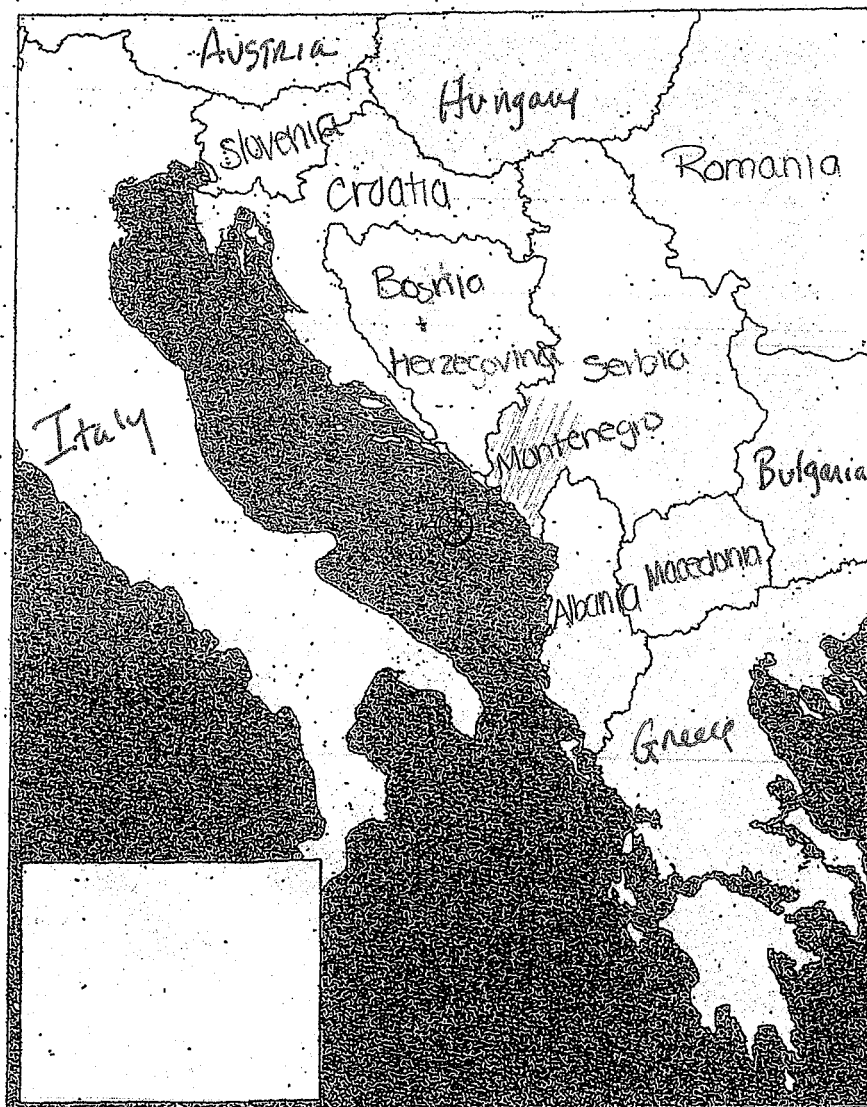 Austria
Hungary
Slovenia
Romania
Croatia
Bosnia
+
Herzegovina
Serbia
Italy
Montenegro
Bulgaria
Macedonia
Albania
Greece